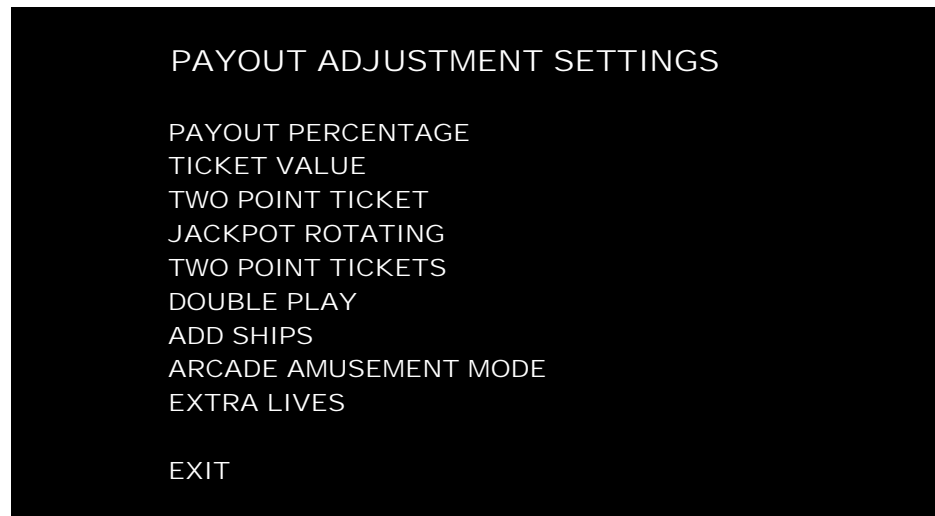 PAYOUT ADJUSTMENT SETTINGS
PAYOUT PERCENTAGE
TICKET VALUE
TWO POINT TICKET
JACKPOT ROTATING
TWO POINT TICKETS
DOUBLE PLAY
ADD SHIPS
ARCADE AMUSEMENT MODE
EXTRA LIVES
EXIT